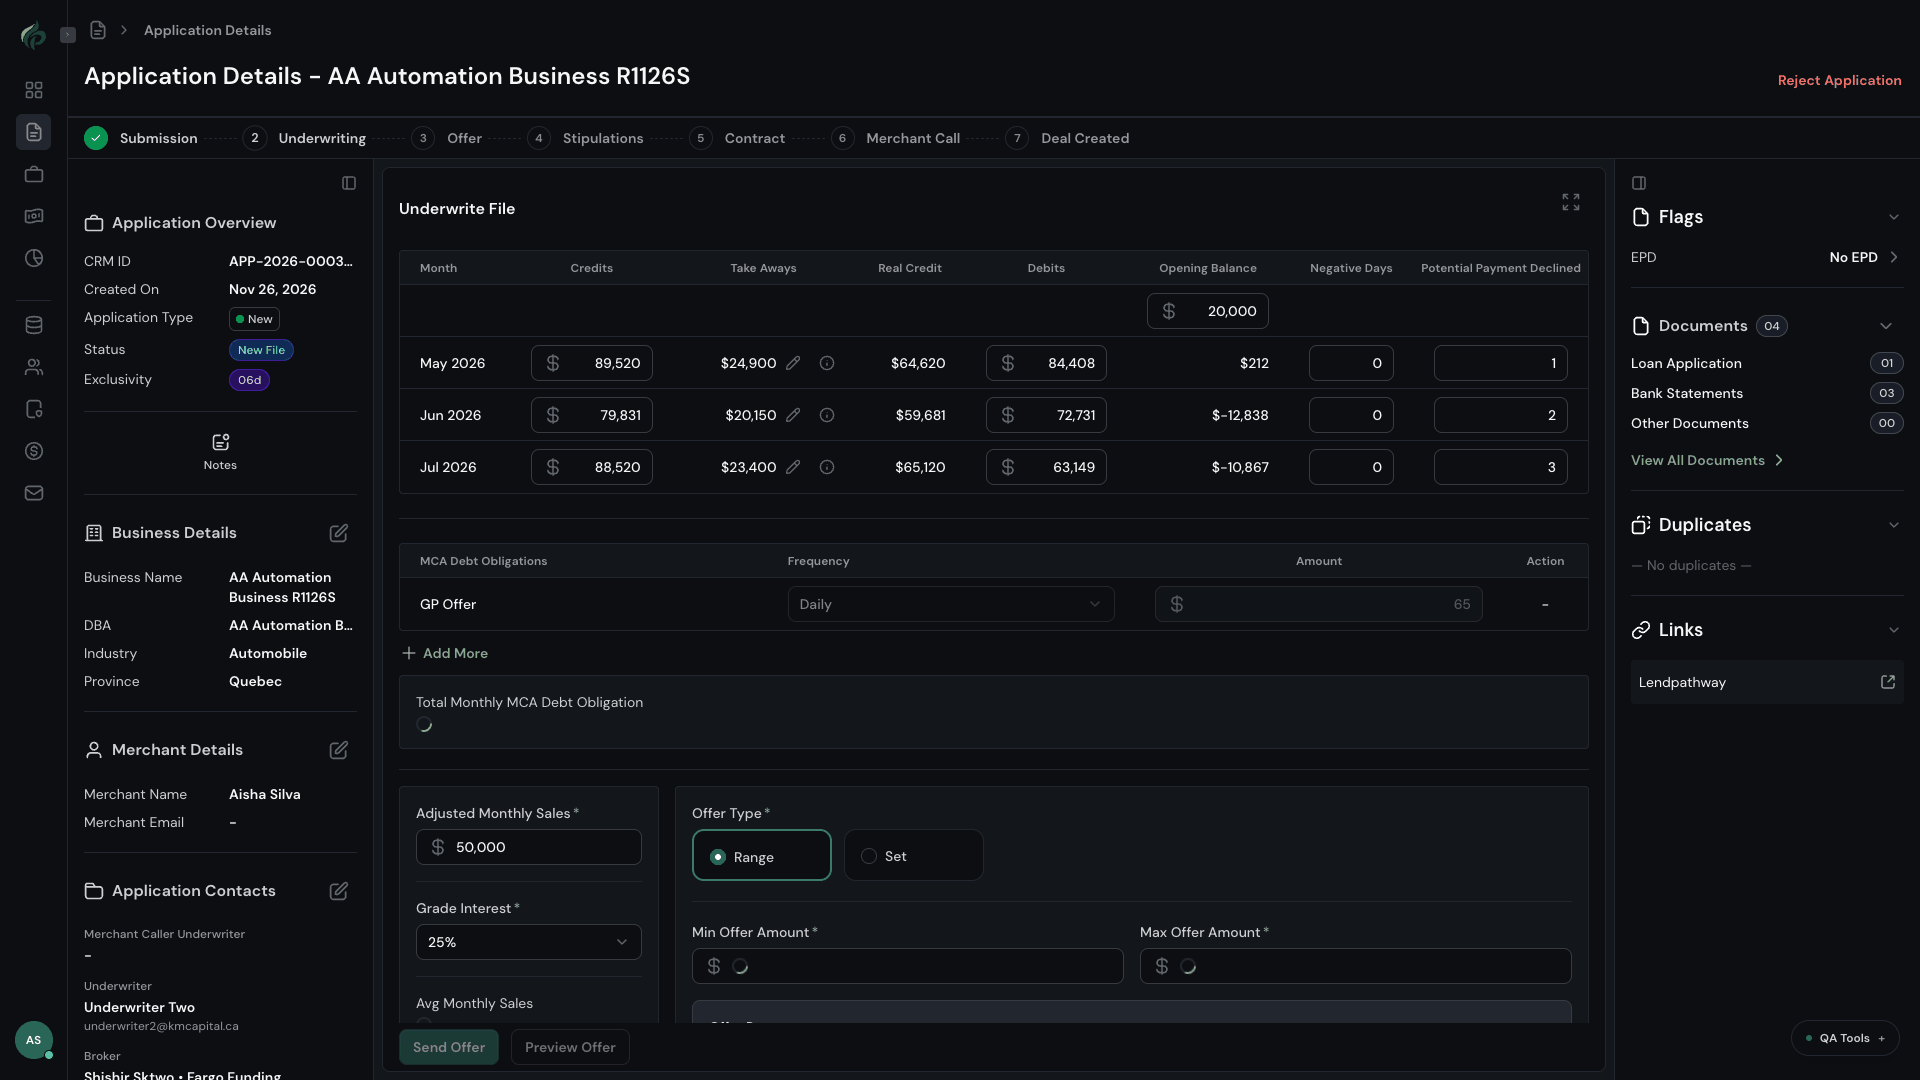 Application Details
Application Details - AA Automation Business R1126S
Reject Application
Submission
2 Underwriting
3 Offer
4 Stipulations
5 Contract
6 Merchant Call
7 Deal Created
Application Overview
CRM ID APP-2026-0003...
Created On Nov 26, 2026
Application Type New
Status New File
Exclusivity 06d
Notes
Business Details
Business Name AA Automation
Business R1126S
DBA AA Automation B...
Industry Automobile
Province Quebec
Merchant Details
Merchant Name Aisha Silva
Merchant Email -
Application Contacts
Merchant Caller Underwriter
-
Underwriter
Underwriter Two
underwriter2@kmcapital.ca
Broker
Shishir Sktwo • Fargo Funding
AS
Underwrite File
Month Credits Take Aways Real Credit Debits Opening Balance Negative Days Potential Payment Declined
$ 20,000
May 2026 $ 89,520 $24,900 $64,620 $ 84,408 $212 0 1
Jun 2026 $ 79,831 $20,150 $59,681 $ 72,731 $-12,838 0 2
Jul 2026 $ 88,520 $23,400 $65,120 $ 63,149 $-10,867 0 3
MCA Debt Obligations Frequency Amount Action
GP Offer Daily $ 65 -
Add More
Total Monthly MCA Debt Obligation
Adjusted Monthly Sales *
$ 50,000
Grade Interest *
25%
Avg Monthly Sales
Offer Type *
Range
Set
Min Offer Amount *
$
Max Offer Amount *
$
Send Offer
Preview Offer
Flags
EPD No EPD
Documents 04
Loan Application 01
Bank Statements 03
Other Documents 00
View All Documents
Duplicates
— No duplicates —
Links
Lendpathway
QA Tools +